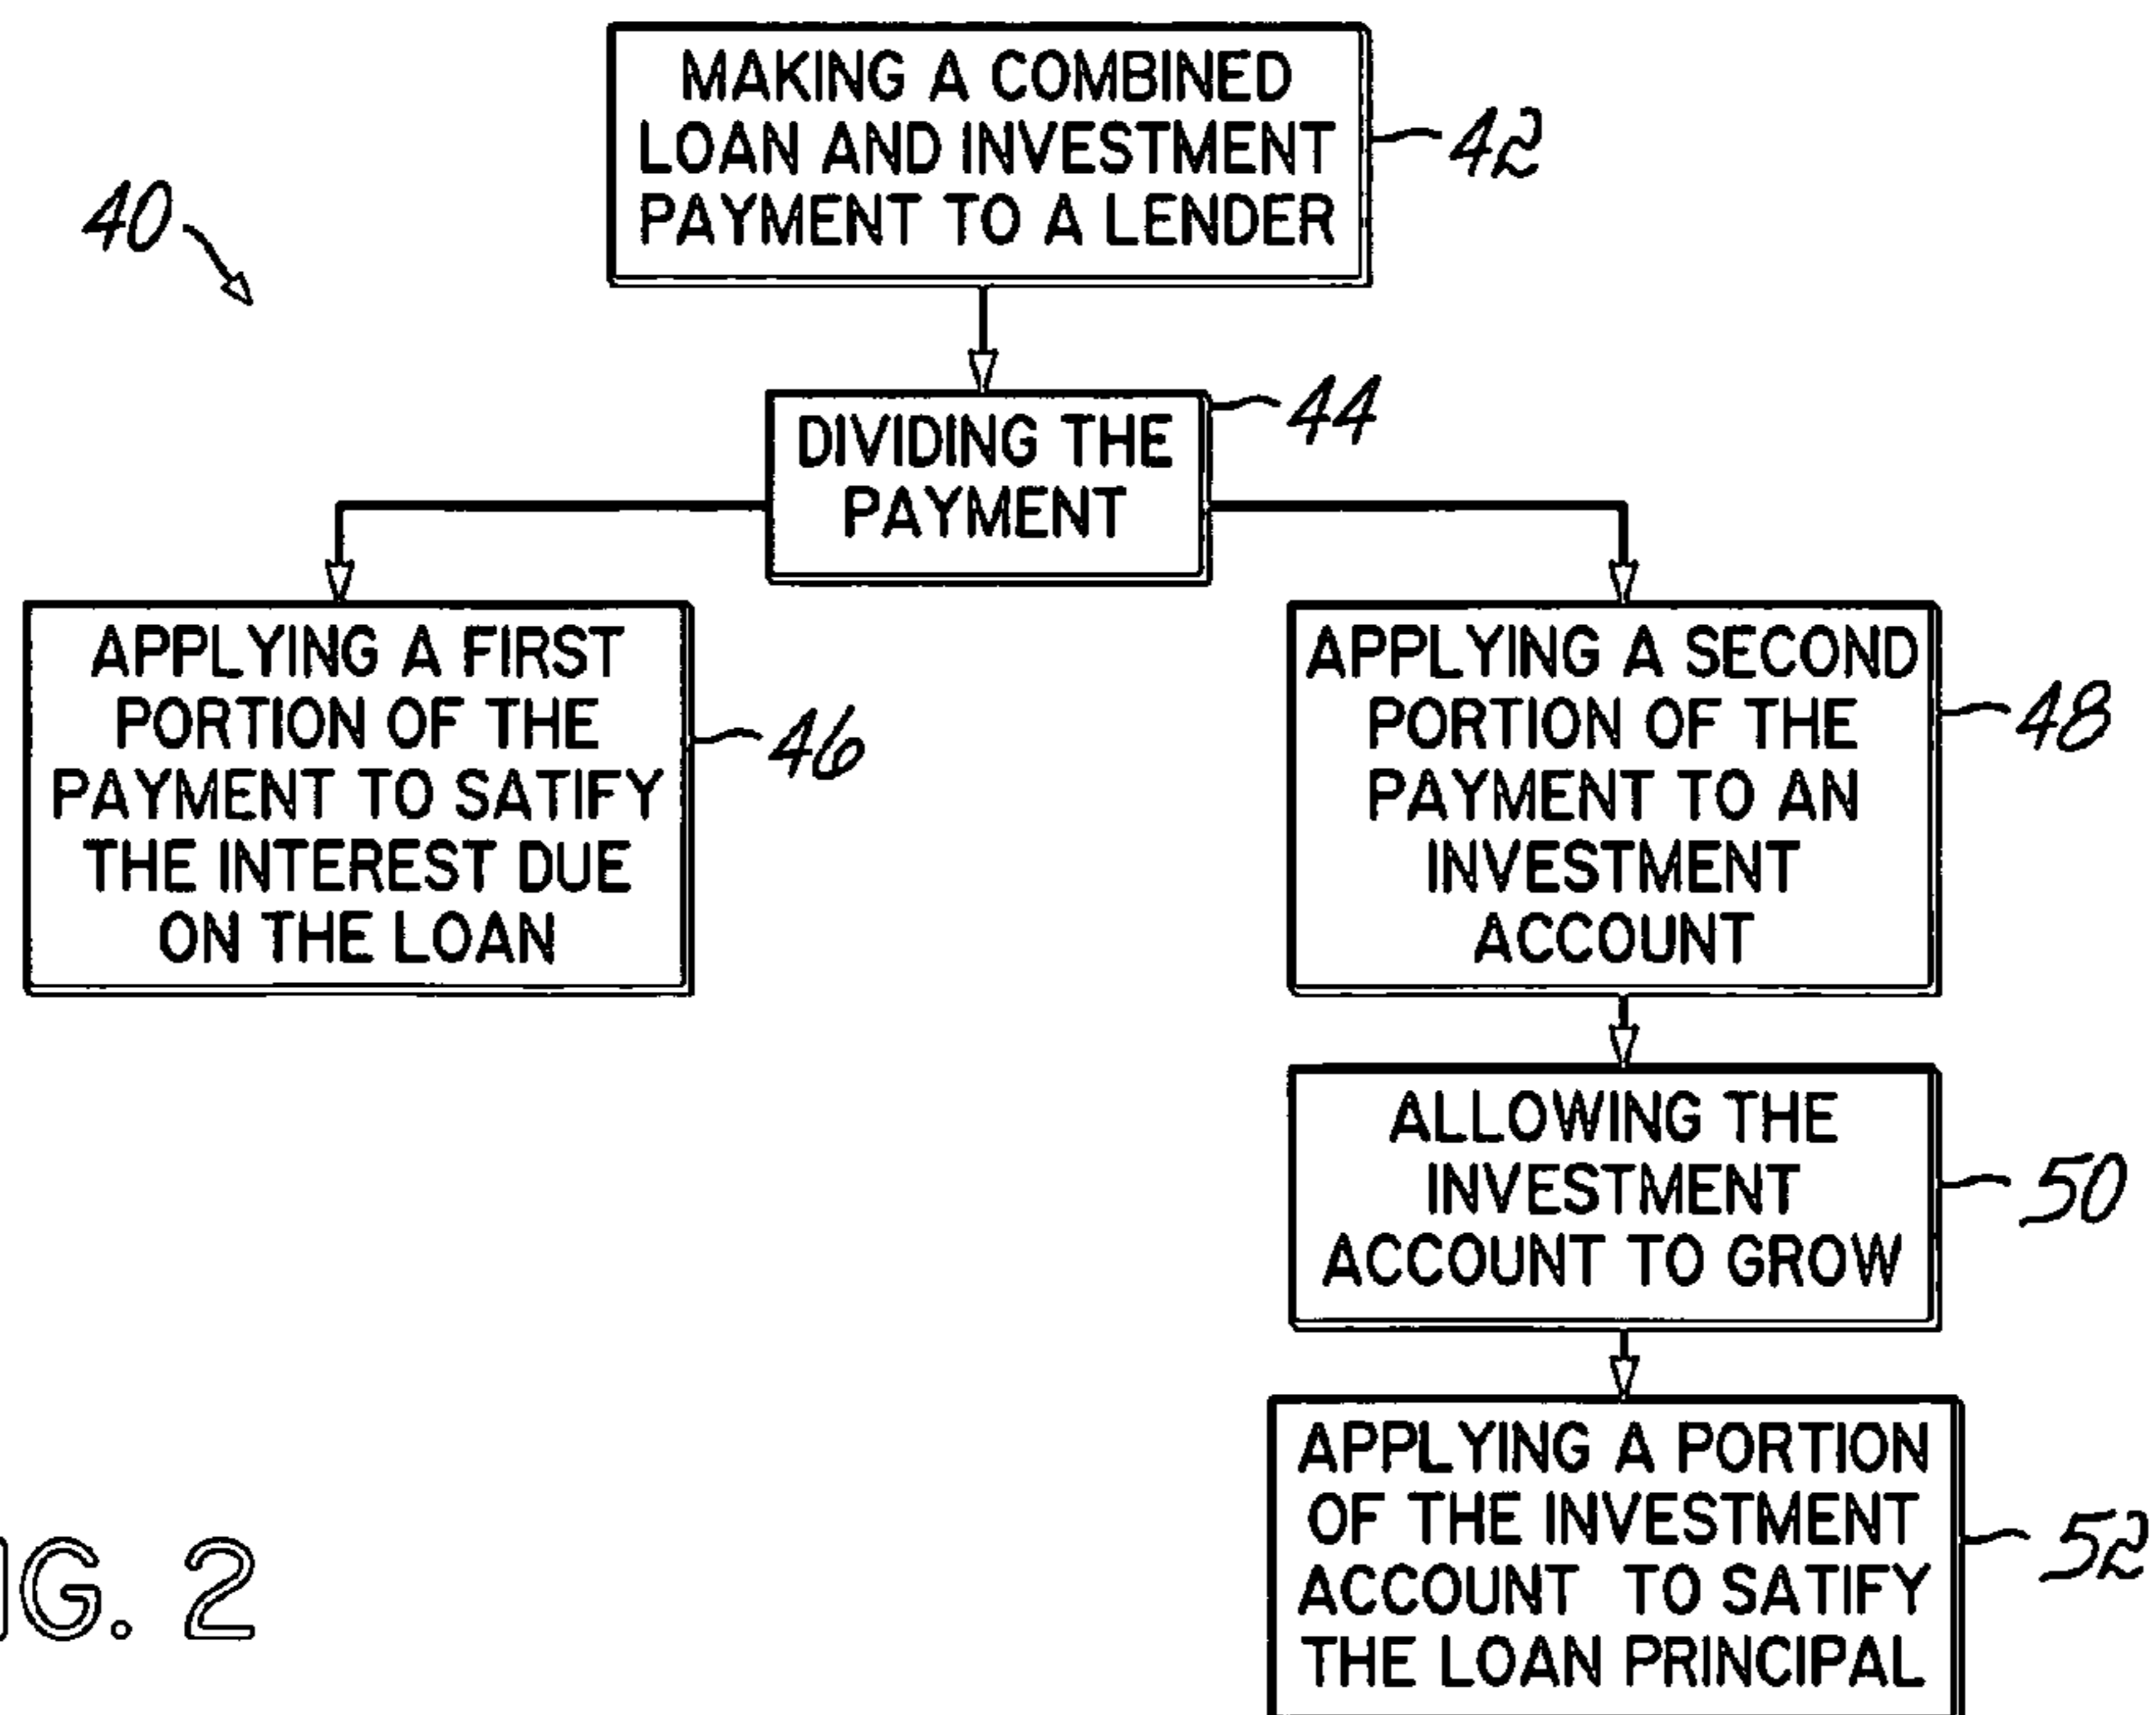 MAKING A COMBINED
LOAN AND INVESTMENT
PAYMENT TO A LENDER
42
40
DIVIDING THE
PAYMENT
44
APPLYING A FIRST
PORTION OF THE
PAYMENT TO SATIFY
THE INTEREST DUE
ON THE LOAN
46
APPLYING A SECOND
PORTION OF THE
PAYMENT TO AN
INVESTMENT
ACCOUNT
48
ALLOWING THE
INVESTMENT
ACCOUNT TO GROW
50
APPLYING A PORTION
OF THE INVESTMENT
ACCOUNT TO SATIFY
THE LOAN PRINCIPAL
52
IG. 2